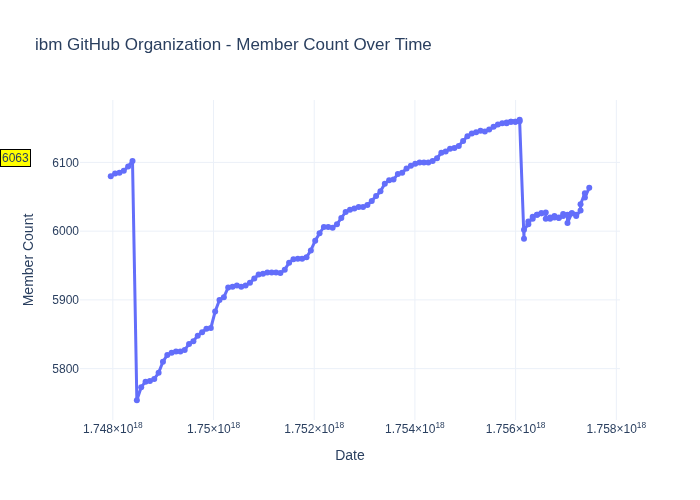 ibm GitHub Organization - Member Count Over Time
6063
6100
6000
5900
5800
Member Count
1.748×10¹⁸ 1.75×10¹⁸ 1.752×10¹⁸ 1.754×10¹⁸ 1.756×10¹⁸ 1.758×10¹⁸
Date